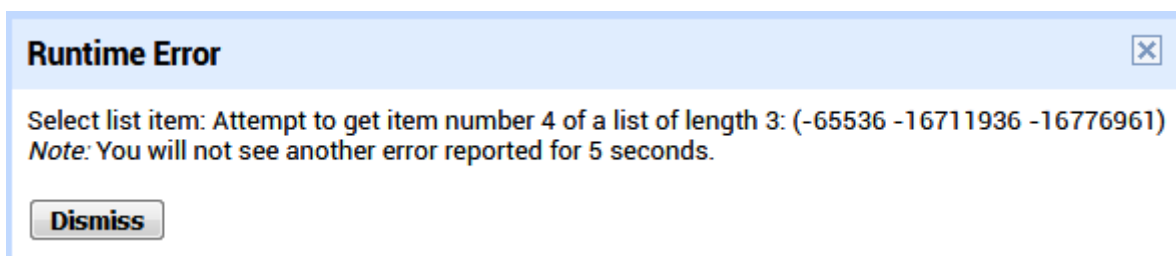 Runtime Error
Select list item: Attempt to get item number 4 of a list of length 3: (-65536 -16711936 -16776961)
Note: You will not see another error reported for 5 seconds.
Dismiss